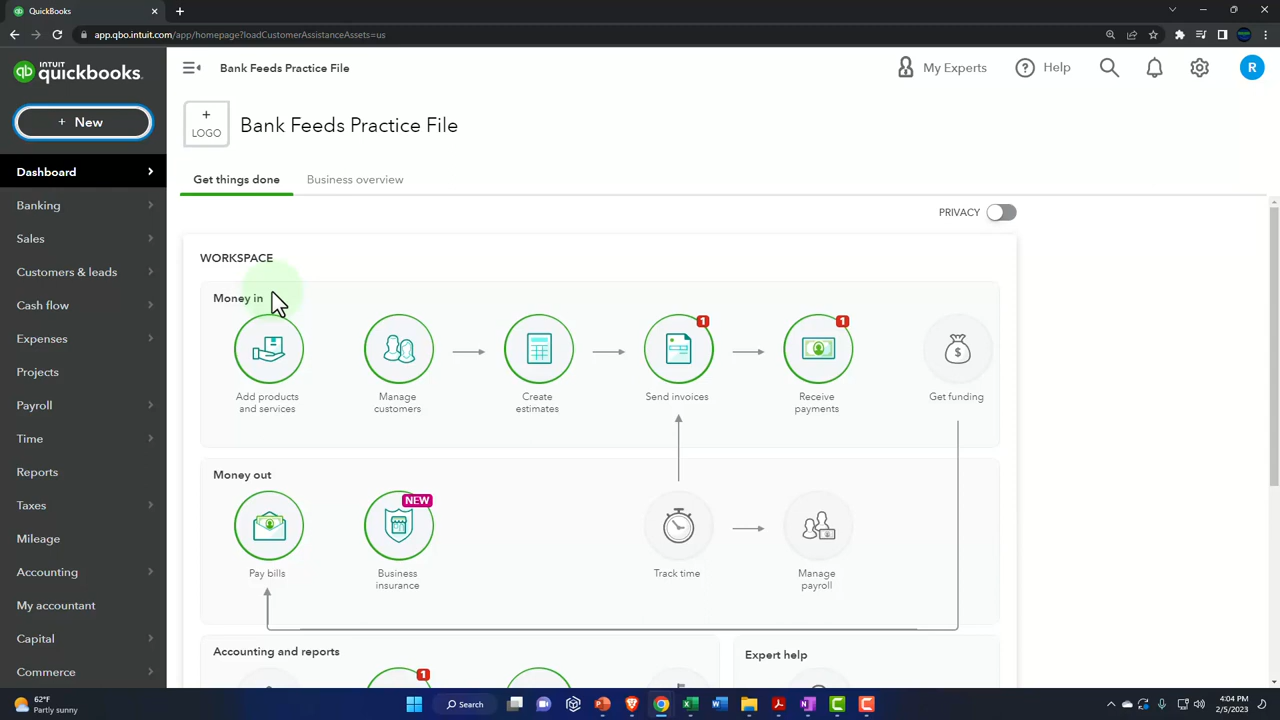 QuickBooks
app.qbo.intuit.com/app/homepage?loadCustomerAssistanceAssets=us
INTUIT
quickbooks.
Bank Feeds Practice File
My Experts
Help
R
+ New
+
LOGO
Bank Feeds Practice File
Dashboard
Banking
Sales
Customers & leads
Cash flow
Expenses
Projects
Payroll
Time
Reports
Taxes
Mileage
Accounting
My accountant
Capital
Commerce
Get things done
Business overview
PRIVACY
WORKSPACE
Money in
1
1
Add products
and services
Manage
customers
Create
estimates
Send invoices
Receive
payments
Get funding
Money out
NEW
Pay bills
Business
insurance
Track time
Manage
payroll
Accounting and reports
1
Expert help
62°F
Partly sunny
Search
4:04 PM
2/5/2023